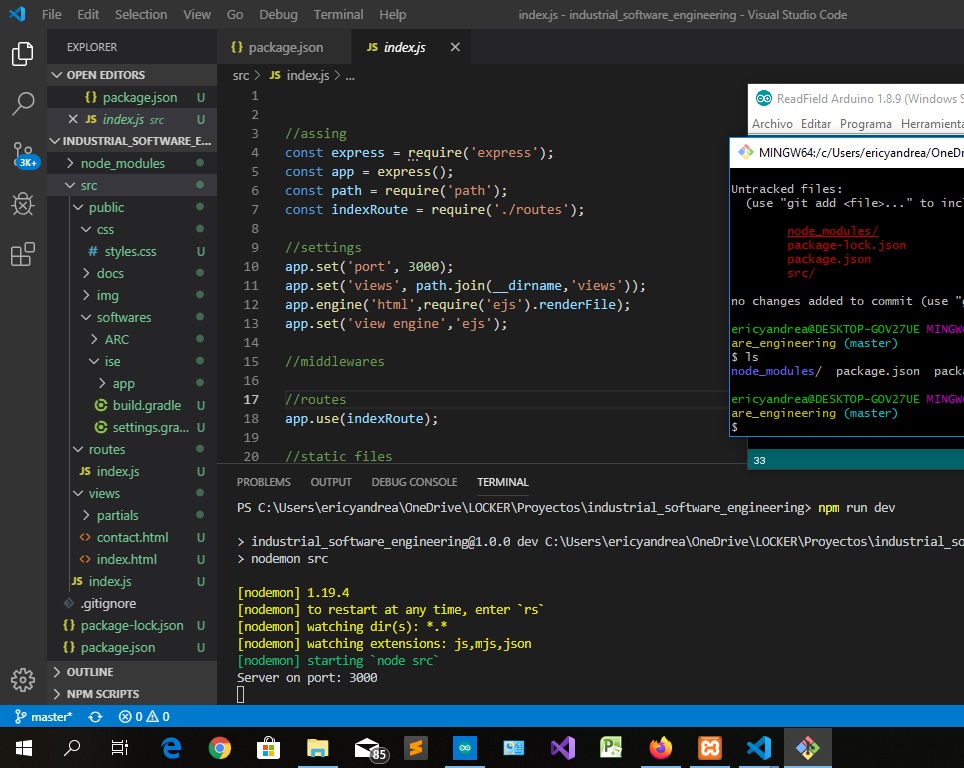 File Edit Selection View Go Debug Terminal Help index.js - industrial_software_engineering - Visual Studio Code
EXPLORER
OPEN EDITORS
{} package.json U
JS index.js src U
INDUSTRIAL_SOFTWARE_E...
node_modules
src
public
css
# styles.css U
docs
img
softwares
ARC
ise
app
build.gradle U
settings.gra... U
routes
JS index.js U
views
partials
<> contact.html U
<> index.html U
JS index.js U
.gitignore
{} package-lock.json U
{} package.json U
OUTLINE
NPM SCRIPTS
3K+
{} package.json JS index.js
src > JS index.js > ...
1
2
3 //assing
4 const express = require('express');
5 const app = express();
6 const path = require('path');
7 const indexRoute = require('./routes');
8
9 //settings
10 app.set('port', 3000);
11 app.set('views', path.join(__dirname,'views'));
12 app.engine('html',require('ejs').renderFile);
13 app.set('view engine','ejs');
14
15 //middlewares
16
17 //routes
18 app.use(indexRoute);
19
20 //static files
PROBLEMS OUTPUT DEBUG CONSOLE TERMINAL
PS C:\Users\ericyandrea\OneDrive\LOCKER\Proyectos\industrial_software_engineering> npm run dev
> industrial_software_engineering@1.0.0 dev C:\Users\ericyandrea\OneDrive\LOCKER\Proyectos\industrial_so
> nodemon src
[nodemon] 1.19.4
[nodemon] to restart at any time, enter `rs`
[nodemon] watching dir(s): *.*
[nodemon] watching extensions: js,mjs,json
[nodemon] starting `node src`
Server on port: 3000
ReadField Arduino 1.8.9 (Windows S
Archivo Editar Programa Herramienta
MINGW64:/c/Users/ericyandrea/OneDri
Untracked files:
(use "git add <file>..." to incl
node_modules/
package-lock.json
package.json
src/
no changes added to commit (use "g
ericyandrea@DESKTOP-GOV27UE MINGW
are_engineering (master)
$ ls
node_modules/ package.json packa
ericyandrea@DESKTOP-GOV27UE MINGW
are_engineering (master)
$
33
master* 0 0
85